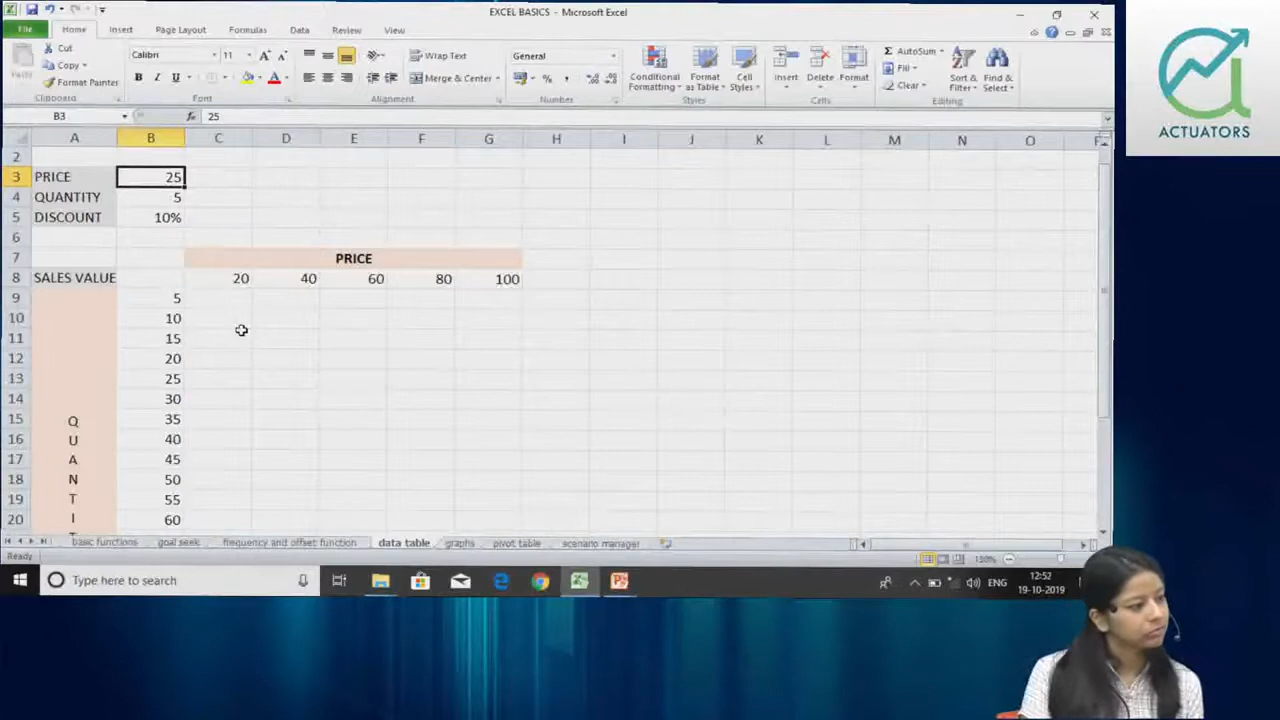 EXCEL BASICS - Microsoft Excel
File Home Insert Page Layout Formulas Data Review View
Cut Calibri 11 Wrap Text General AutoSum
Copy Fill
Paste Format Painter Merge & Center Conditional Formatting Format as Table Cell Styles Insert Delete Format Clear Sort & Filter Find & Select
Clipboard Font Alignment Number Styles Cells Editing
B3 fx 25
A B C D E F G H I J K L M N O
2
3 PRICE 25
4 QUANTITY 5
5 DISCOUNT 10%
6
7 PRICE
8 SALES VALUE 20 40 60 80 100
9 5
10 10
11 15
12 20
13 25
14 30
15 Q 35
16 U 40
17 A 45
18 N 50
19 T 55
20 I 60
basic functions goal seek frequency and offset function data table graphs pivot table scenario manager
Ready 150%
Type here to search ENG 12:52
19-10-2019
ACTUATORS